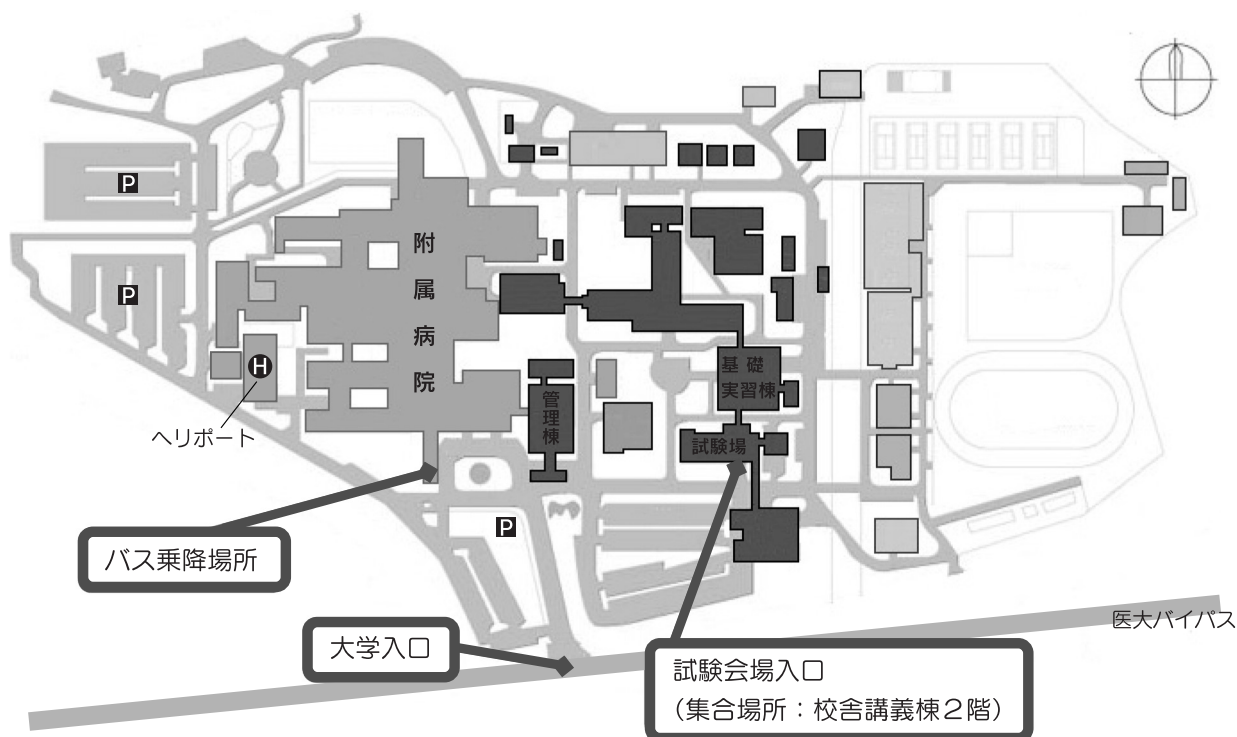 P
P
附属病院
H
ヘリポート
管理棟
基礎
実習棟
試験場
P
バス乗降場所
大学入口
試験会場入口
(集合場所：校舎講義棟２階)
医大バイパス